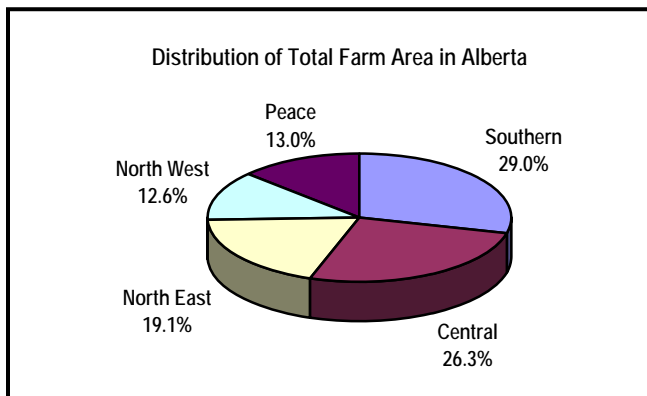 Distribution of Total Farm Area in Alberta
Peace
13.0%
Southern
29.0%
North West
12.6%
North East
19.1%
Central
26.3%